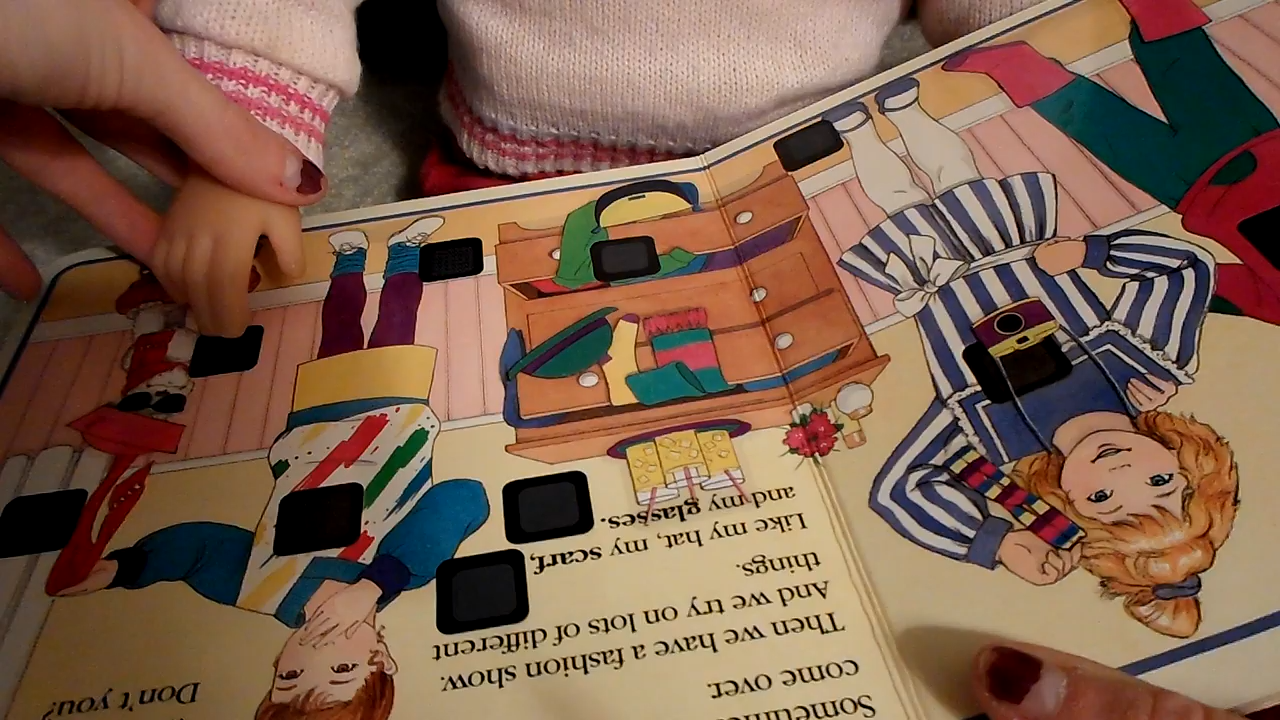 come over.
Then we have a fashion show.
And we try on lots of different
things.
Like my hat, my scarf,
and my glasses.
Don't you?